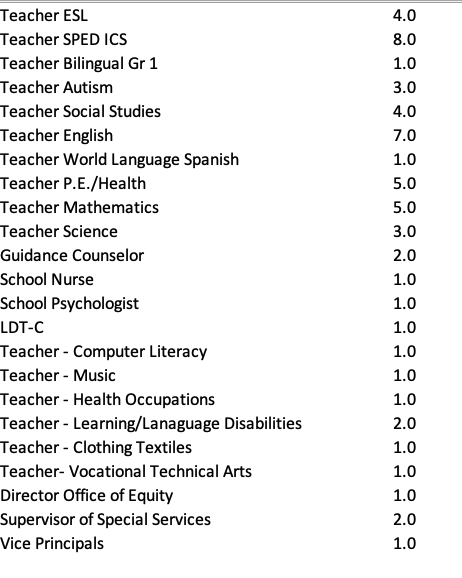 Teacher ESL 4.0
Teacher SPED ICS 8.0
Teacher Bilingual Gr 1 1.0
Teacher Autism 3.0
Teacher Social Studies 4.0
Teacher English 7.0
Teacher World Language Spanish 1.0
Teacher P.E./Health 5.0
Teacher Mathematics 5.0
Teacher Science 3.0
Guidance Counselor 2.0
School Nurse 1.0
School Psychologist 1.0
LDT-C 1.0
Teacher - Computer Literacy 1.0
Teacher - Music 1.0
Teacher - Health Occupations 1.0
Teacher - Learning/Lanaguage Disabilities 2.0
Teacher - Clothing Textiles 1.0
Teacher- Vocational Technical Arts 1.0
Director Office of Equity 1.0
Supervisor of Special Services 2.0
Vice Principals 1.0